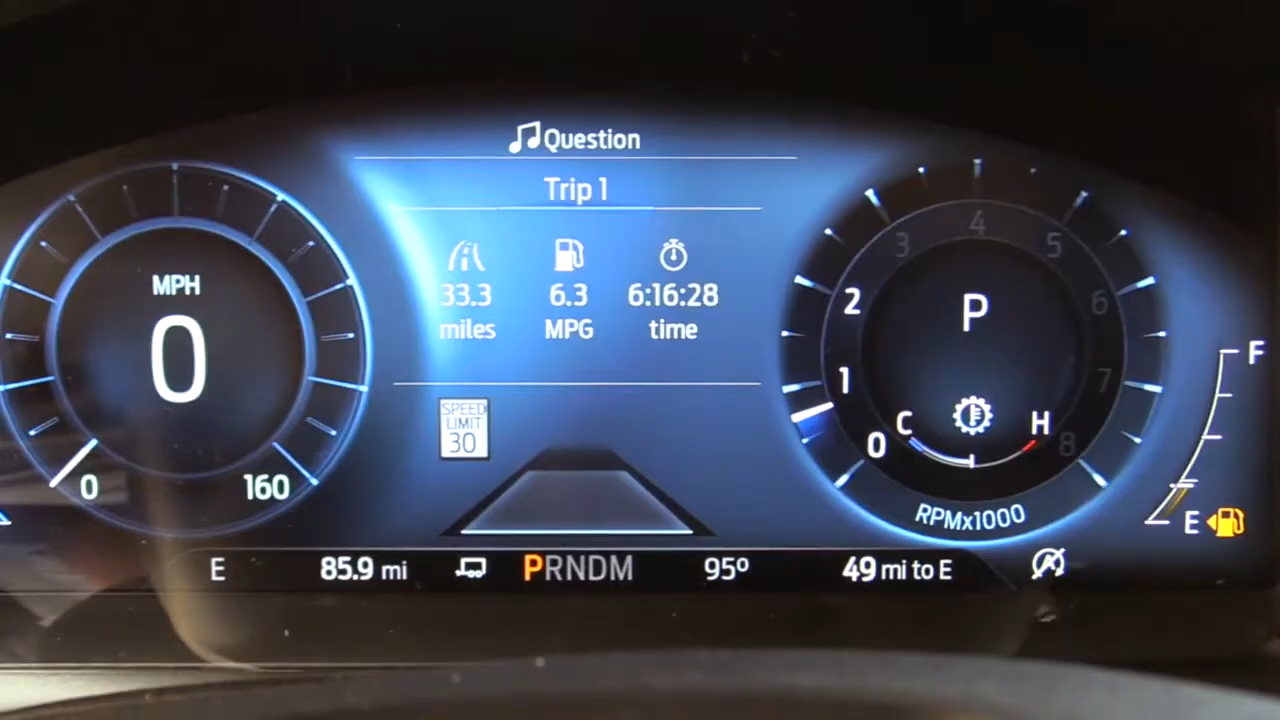 Question
Trip 1
33.3 6.3 6:16:28
miles MPG time
MPH
0
0 160
SPEED
LIMIT
30
4
3 5
2 6
P
1 7
C H
0 8
RPMx1000
F
E
E 85.9 mi PRNDM 95º 49 mi to E